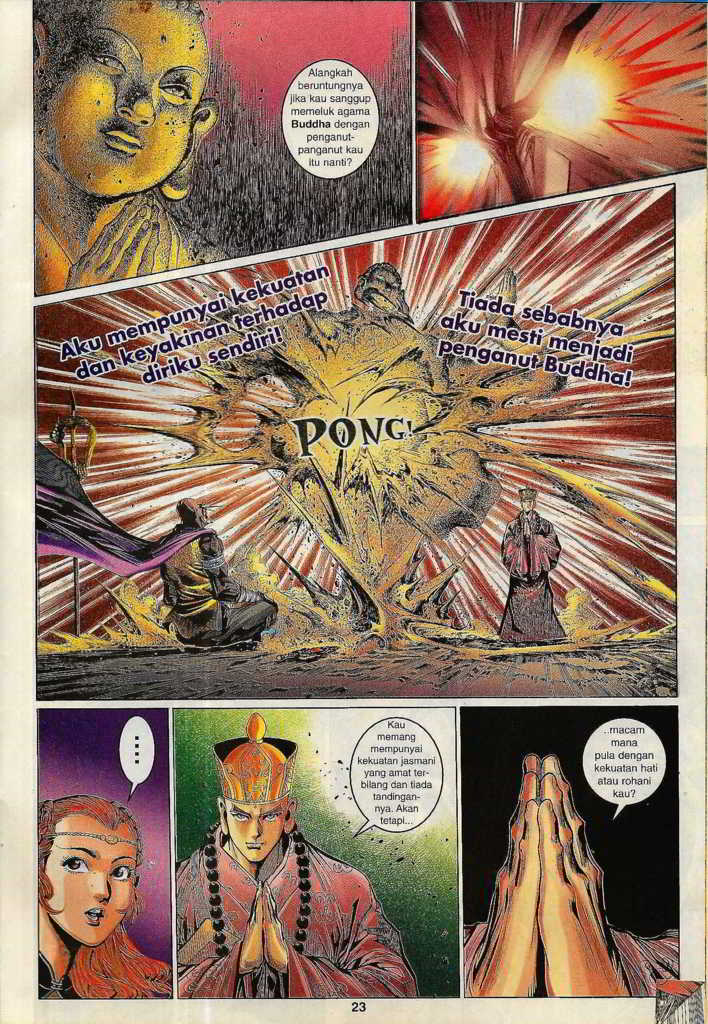 Alangkah
beruntungnya
jika kau sanggup
memeluk agama
Buddha dengan
penganut-
panganut kau
itu nanti?
Aku mempunyai kekuatan
dan keyakinan terhadap
diriku sendiri!
Tiada sebabnya
aku mesti menjadi
penganut Buddha!
PONG!
...
Kau
memang
mempunyai
kekuatan jasmani
yang amat ter-
bilang dan tiada
tandingan-
nya. Akan
tetapi...
..macam
mana
pula dengan
kekuatan hati
atau rohani
kau?
23